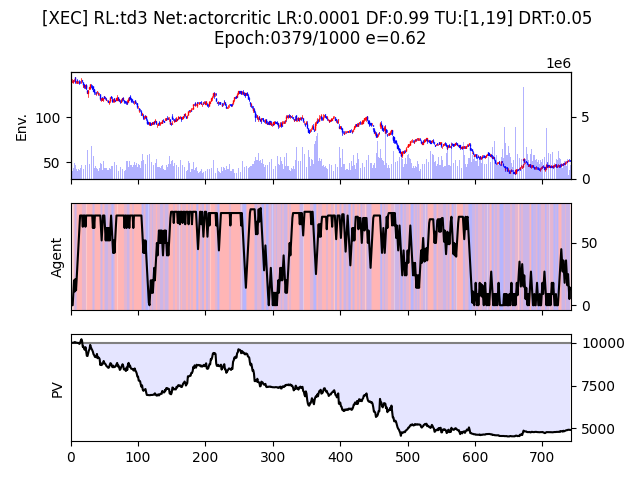 [XEC] RL:td3 Net:actorcritic LR:0.0001 DF:0.99 TU:[1,19] DRT:0.05
Epoch:0379/1000 e=0.62
1e6
Env.
100
50
5
0
Agent
50
0
PV
10000
7500
5000
0 100 200 300 400 500 600 700